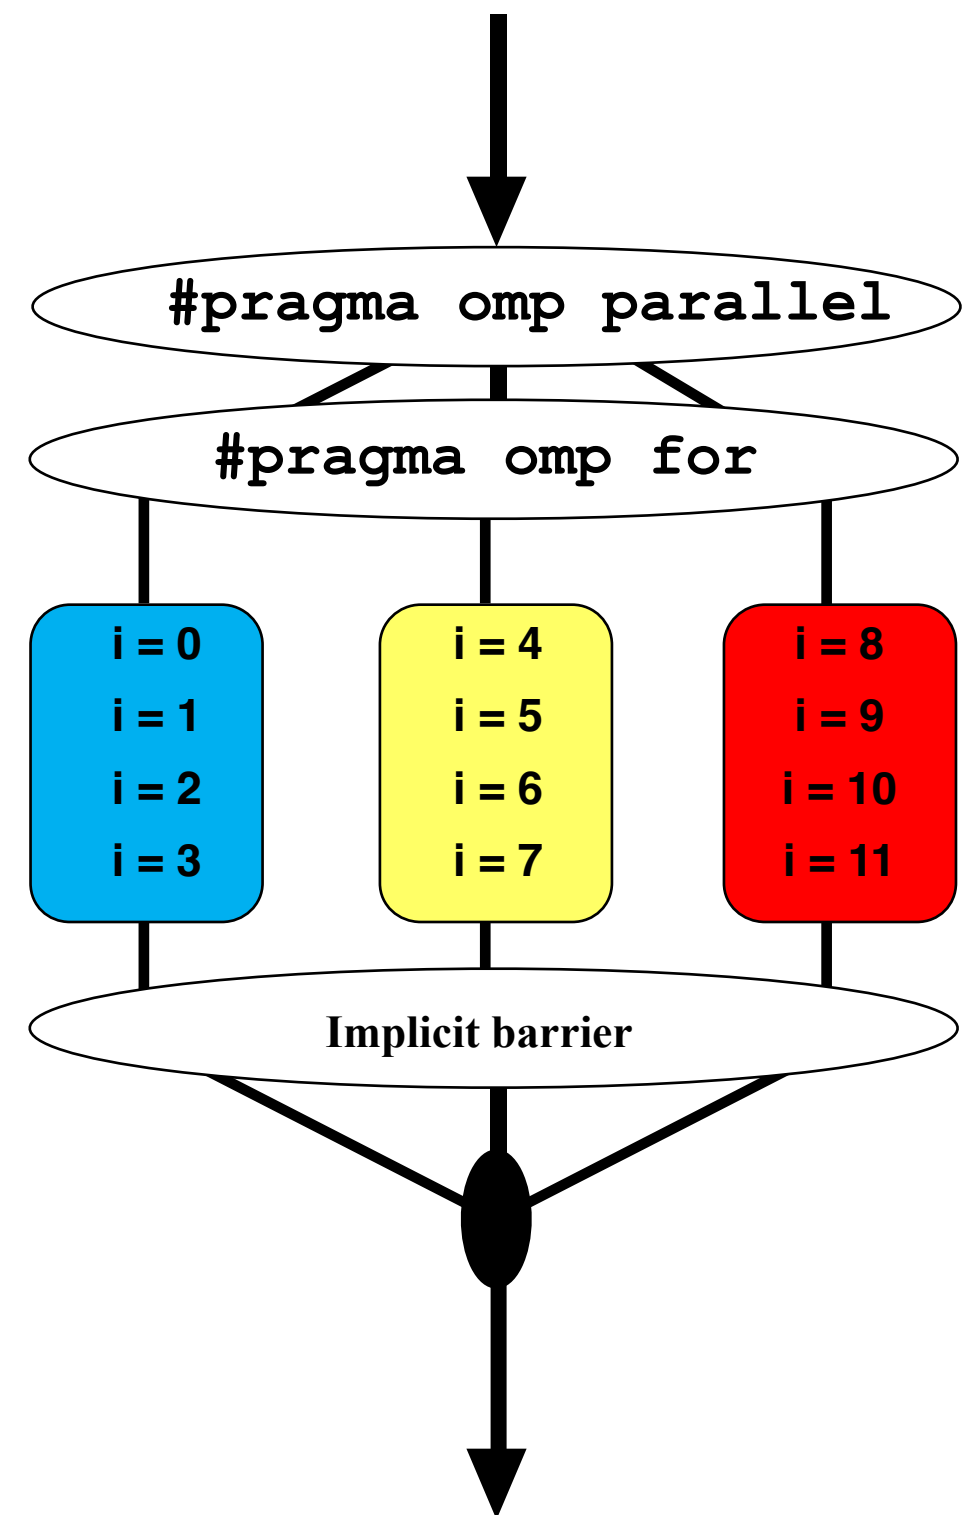 #pragma omp parallel
#pragma omp for
i = 0
i = 1
i = 2
i = 3
i = 4
i = 5
i = 6
i = 7
i = 8
i = 9
i = 10
i = 11
Implicit barrier